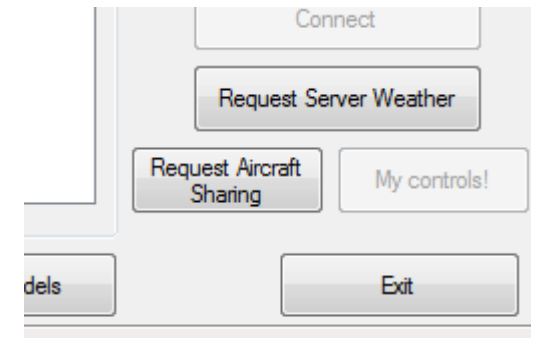 Connect
Request Server Weather
Request Aircraft
Sharing
My controls!
dels
Exit